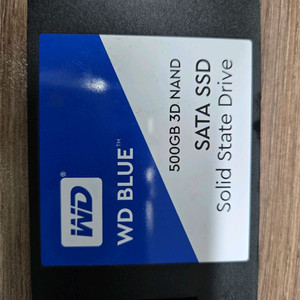 WD
WD BLUE™
500GB 3D NAND
SATA SSD
Solid State Drive